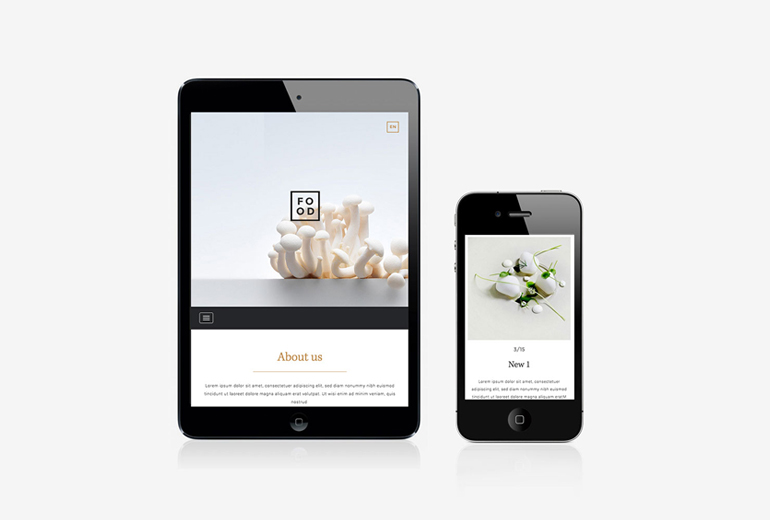 EN
FO
OD
About us
Lorem ipsum dolor sit amet, consectetuer adipiscing elit, sed diam nonummy nibh euismod
tincidunt ut laoreet dolore magna aliquam erat volutpat. Ut wisi enim ad minim veniam, quis
nostrud
3/15
New 1
Lorem ipsum dolor sit amet, consectetuer
adipiscing elit, sed diam nonummy nibh euismod
tincidunt ut laoreet dolore magna aliquam erat